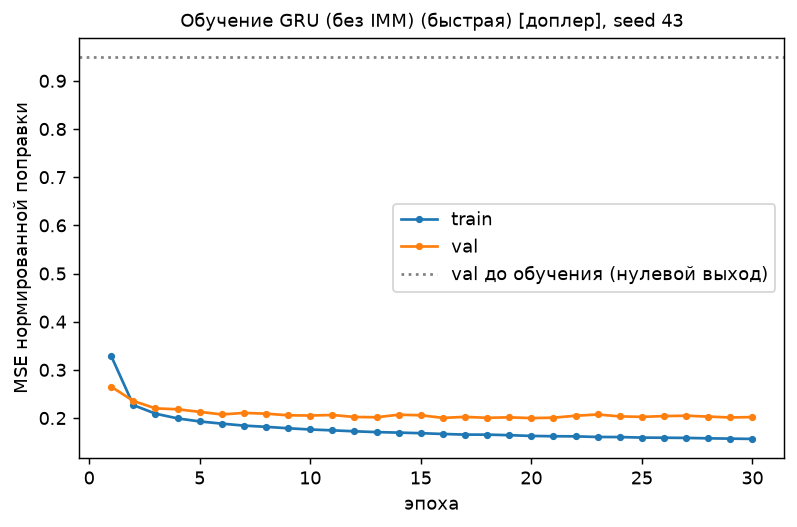 Обучение GRU (без IMM) (быстрая) [доплер], seed 43
MSE нормированной поправки
0.9
0.8
0.7
0.6
0.5
0.4
0.3
0.2
train
val
val до обучения (нулевой выход)
0 5 10 15 20 25 30
эпоха